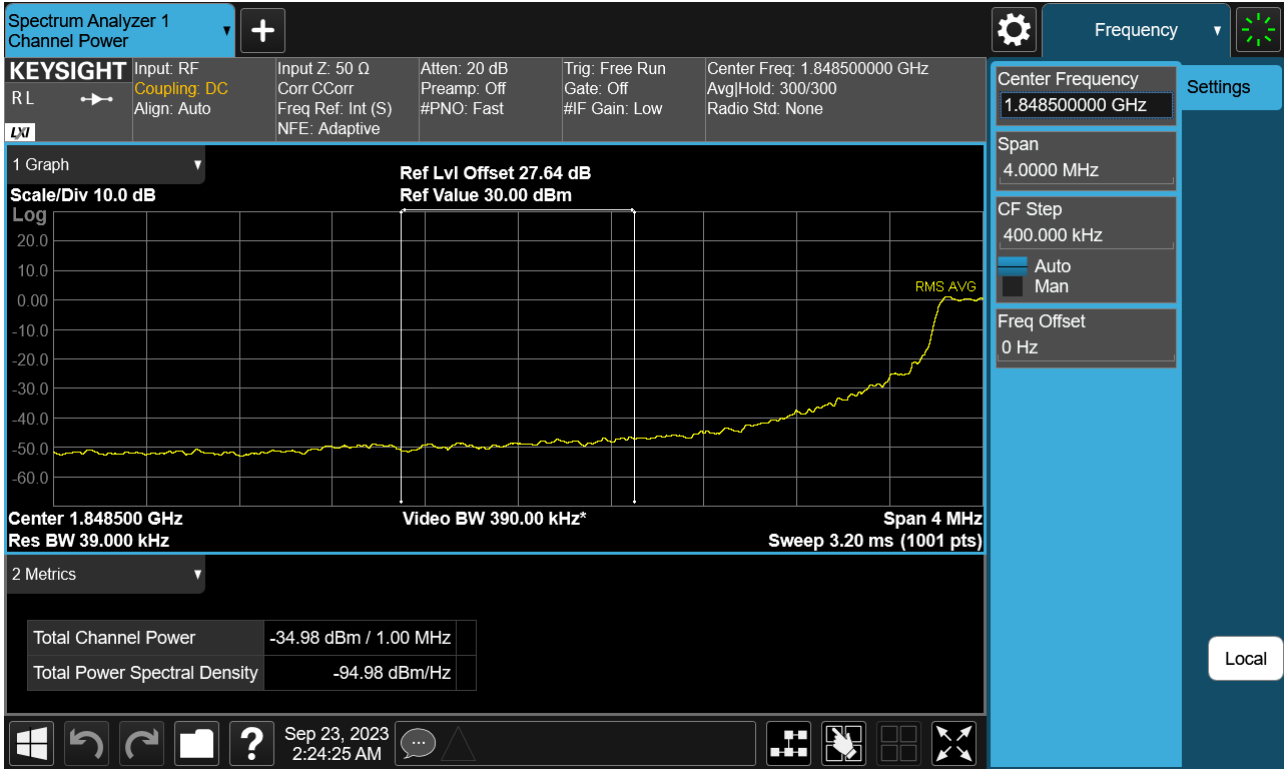 Spectrum Analyzer 1
Channel Power
Frequency
KEYSIGHT
R L
LXI
Input: RF
Coupling: DC
Align: Auto
Input Z: 50 Ω
Corr CCorr
Freq Ref: Int (S)
NFE: Adaptive
Atten: 20 dB
Preamp: Off
#PNO: Fast
Trig: Free Run
Gate: Off
#IF Gain: Low
Center Freq: 1.848500000 GHz
Avg|Hold: 300/300
Radio Std: None
Center Frequency
1.848500000 GHz
Settings
Span
4.0000 MHz
CF Step
400.000 kHz
Auto
Man
Freq Offset
0 Hz
1 Graph
Scale/Div 10.0 dB
Ref Lvl Offset 27.64 dB
Ref Value 30.00 dBm
Log
20.0
10.0
0.00
-10.0
-20.0
-30.0
-40.0
-50.0
-60.0
RMS AVG
Center 1.848500 GHz
Video BW 390.00 kHz*
Span 4 MHz
Res BW 39.000 kHz
Sweep 3.20 ms (1001 pts)
2 Metrics
Total Channel Power -34.98 dBm / 1.00 MHz
Total Power Spectral Density -94.98 dBm/Hz
Local
?
Sep 23, 2023
2:24:25 AM